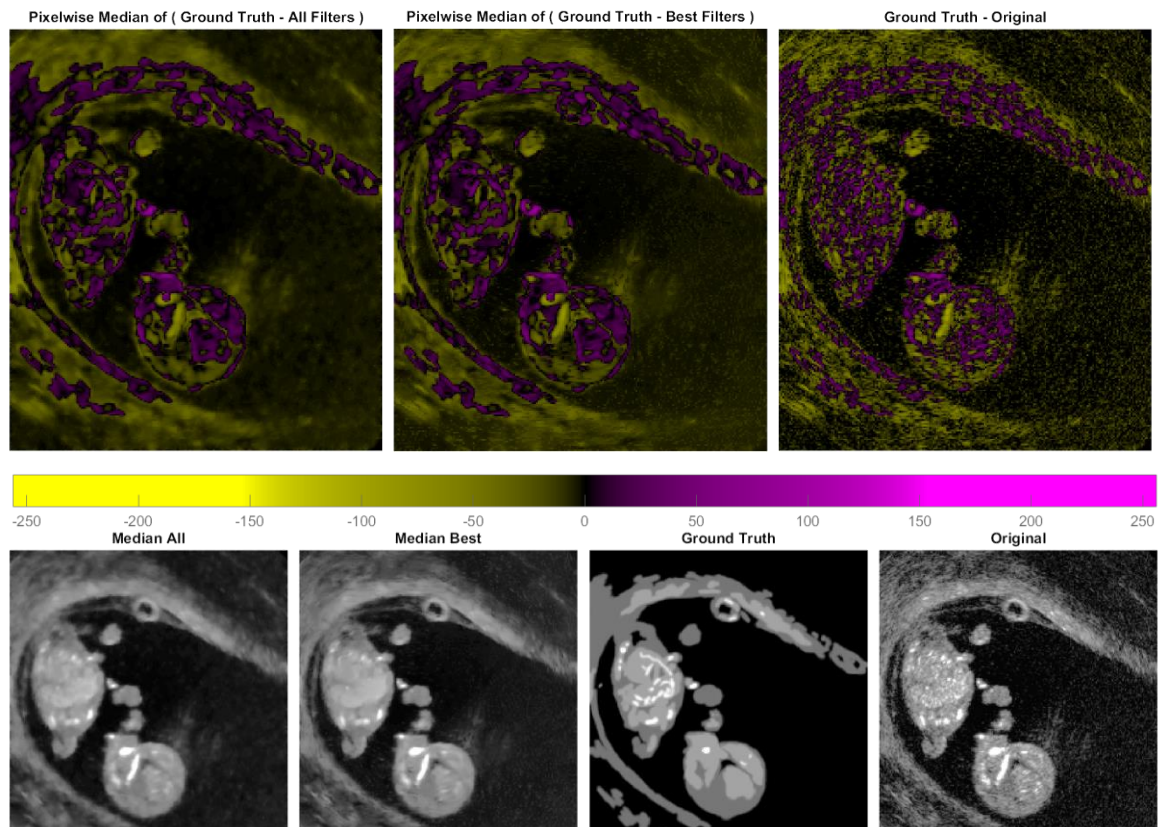 Pixelwise Median of ( Ground Truth - All Filters )
Pixelwise Median of ( Ground Truth - Best Filters )
Ground Truth - Original
-250 -200 -150 -100 -50 0 50 100 150 200 250
Median All
Median Best
Ground Truth
Original